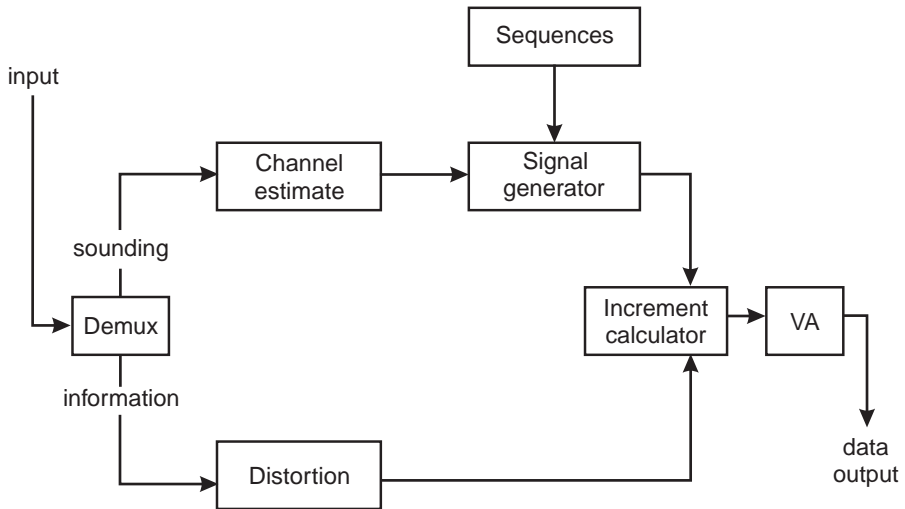 Sequences
input
Channel
estimate
Signal
generator
sounding
Demux
Increment
calculator
VA
information
Distortion
data
output